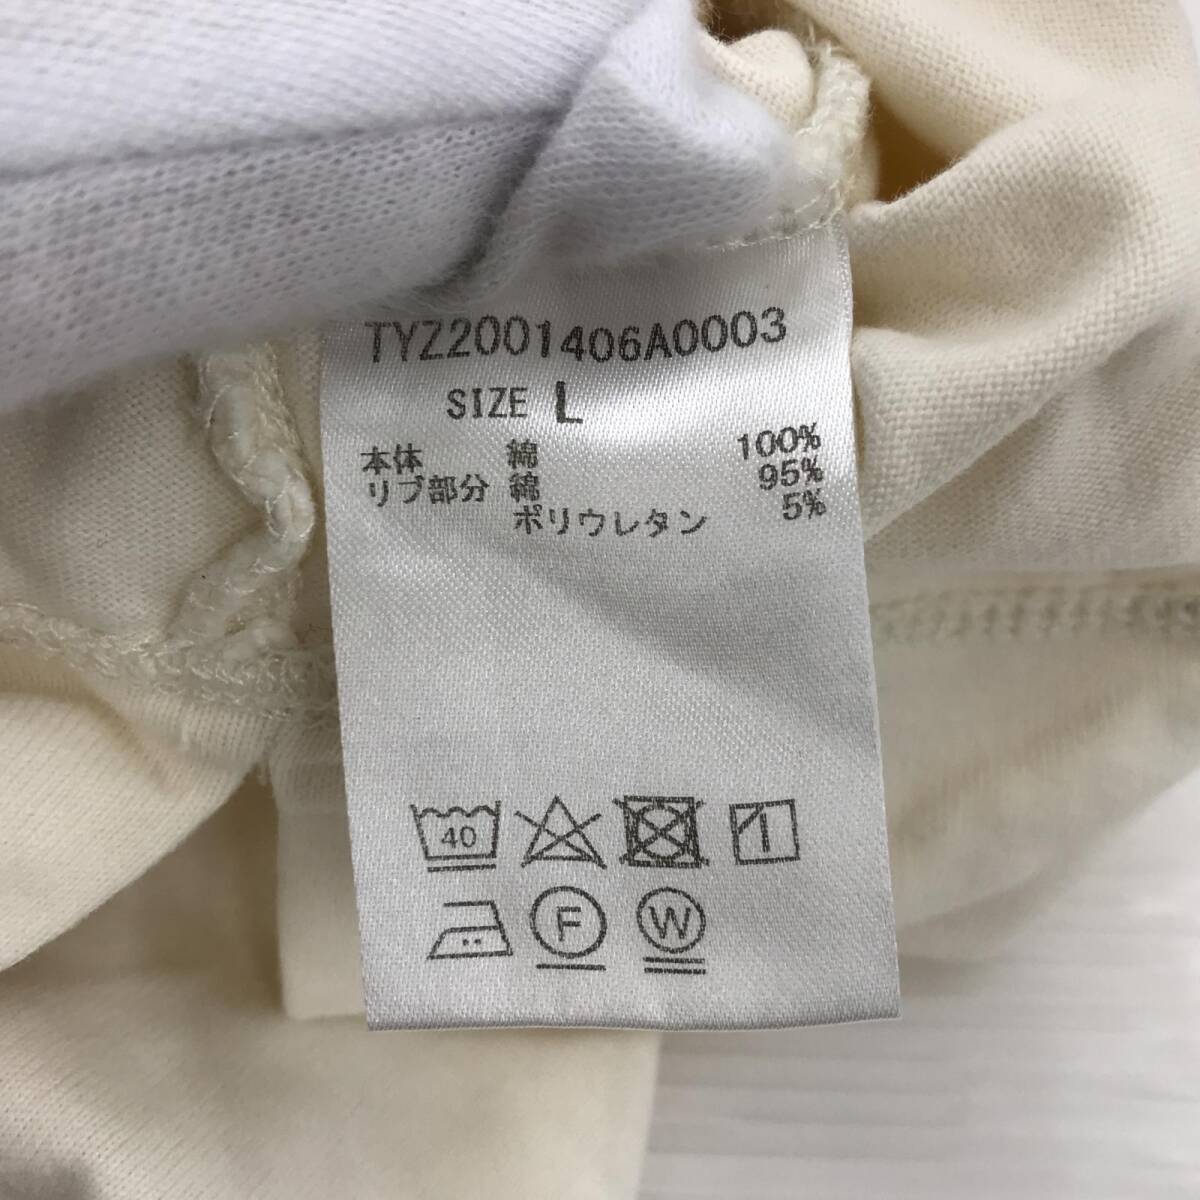 TYZ2001406A0003
SIZE L
本体 綿 100%
リブ部分 綿 95%
ポリウレタン 5%
40
F W